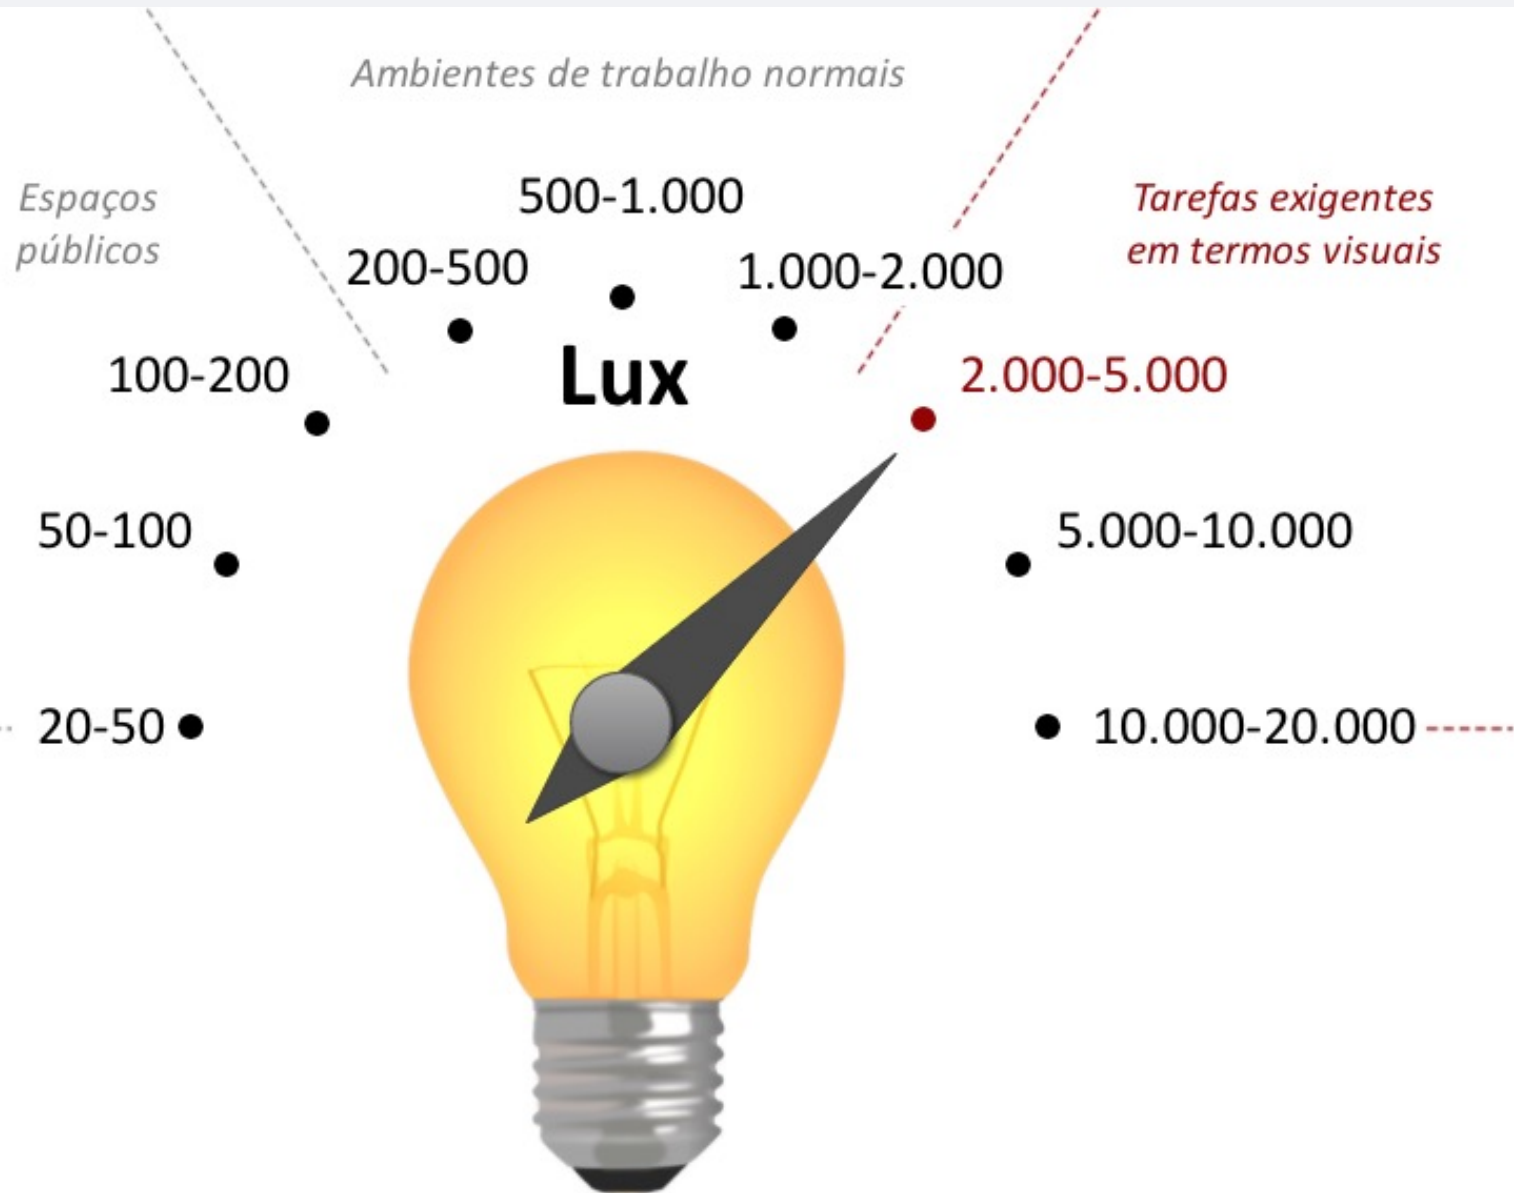 Ambientes de trabalho normais
Espaços
públicos
Tarefas exigentes
em termos visuais
500-1.000
200-500
1.000-2.000
Lux
100-200
2.000-5.000
50-100
5.000-10.000
20-50
10.000-20.000